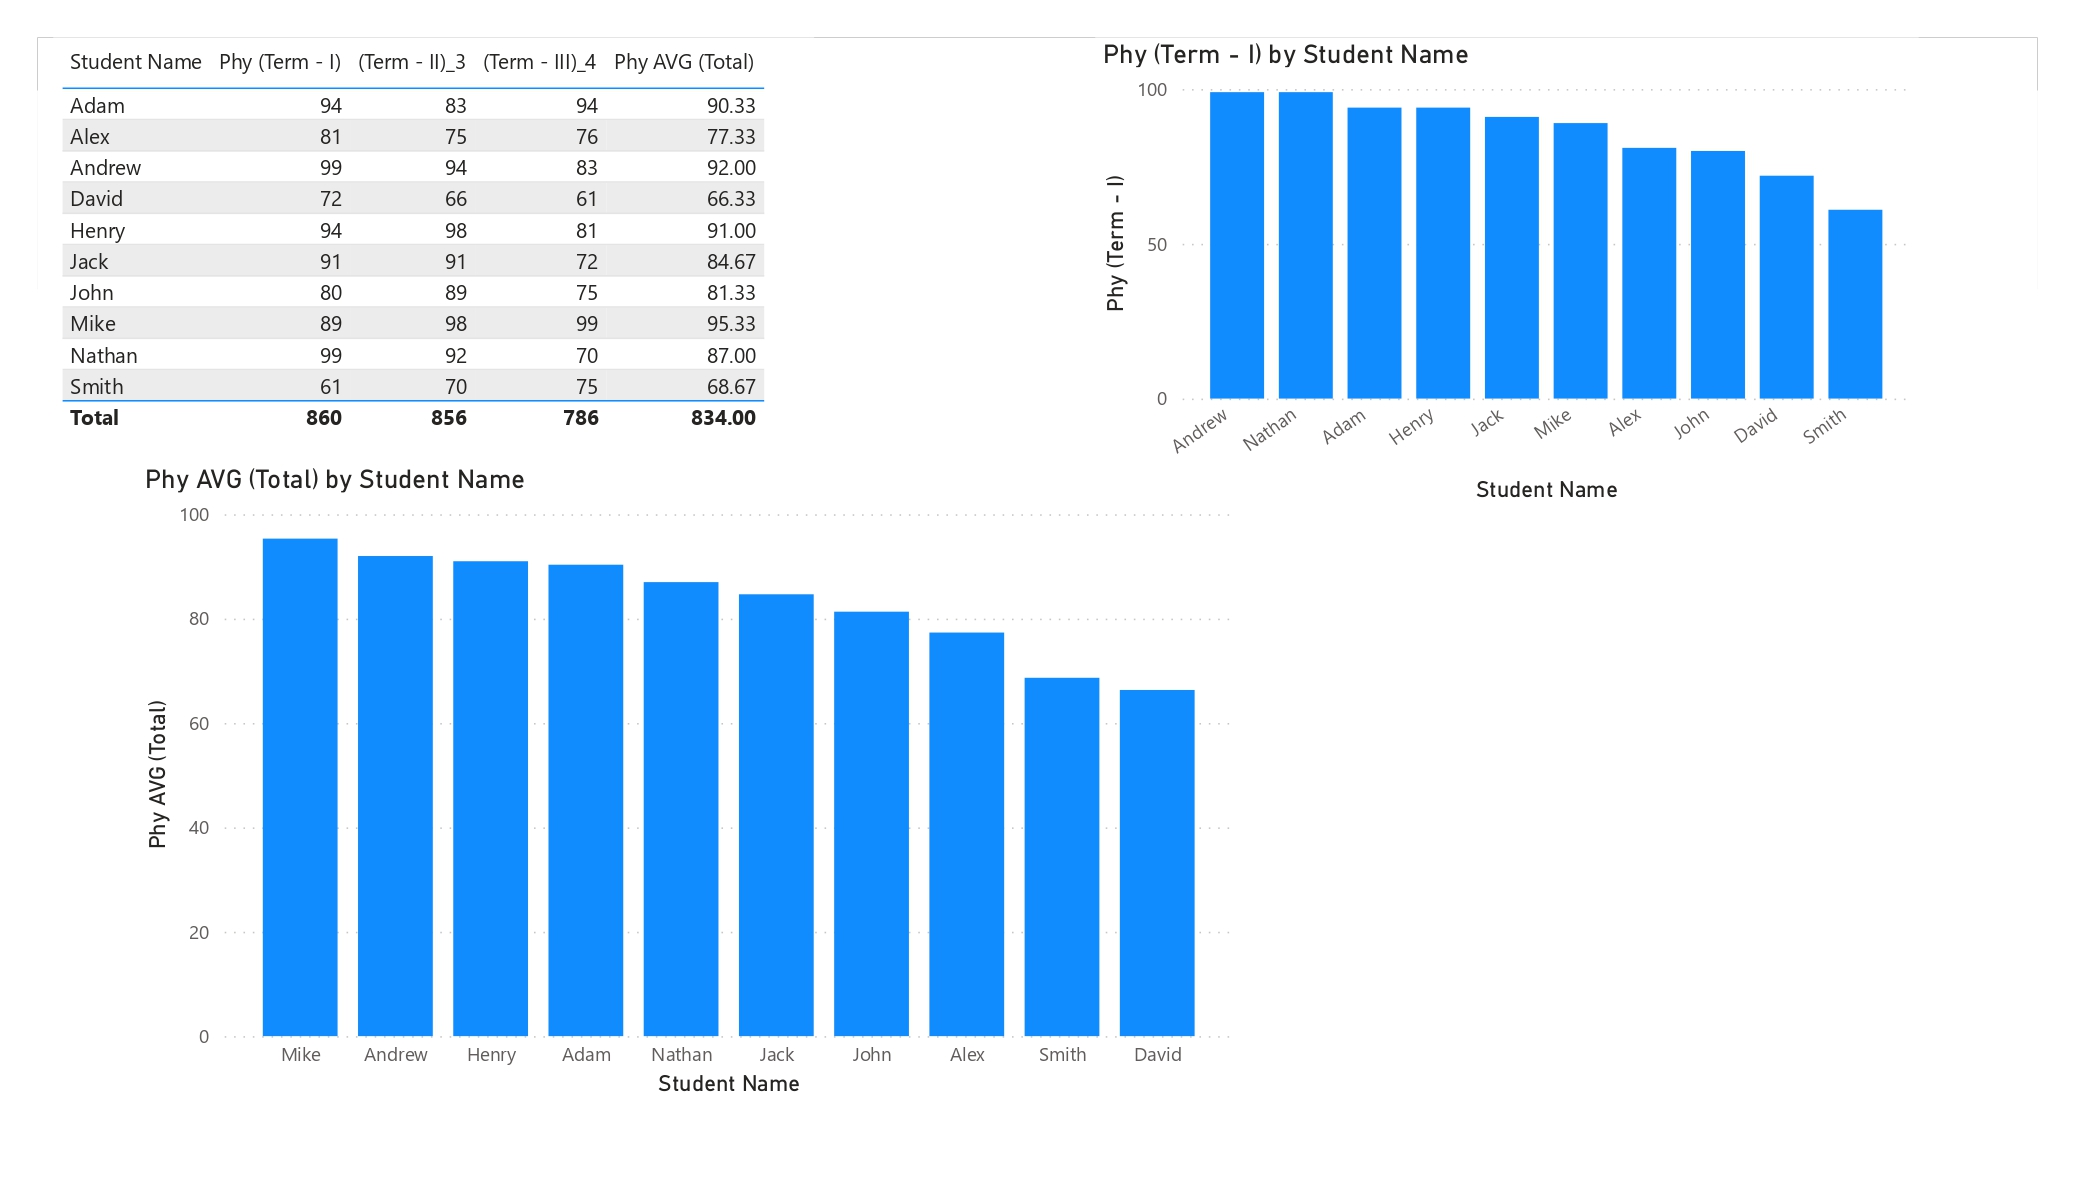 Student Name Phy (Term - I) (Term - II)_3 (Term - III)_4 Phy AVG (Total)
Adam 94 83 94 90.33
Alex 81 75 76 77.33
Andrew 99 94 83 92.00
David 72 66 61 66.33
Henry 94 98 81 91.00
Jack 91 91 72 84.67
John 80 89 75 81.33
Mike 89 98 99 95.33
Nathan 99 92 70 87.00
Smith 61 70 75 68.67
Total 860 856 786 834.00
Phy (Term - I) by Student Name
Phy (Term - I)
100
50
0
Andrew Nathan Adam Henry Jack Mike Alex John David Smith
Student Name
Phy AVG (Total) by Student Name
Phy AVG (Total)
100
80
60
40
20
0
Mike Andrew Henry Adam Nathan Jack John Alex Smith David
Student Name